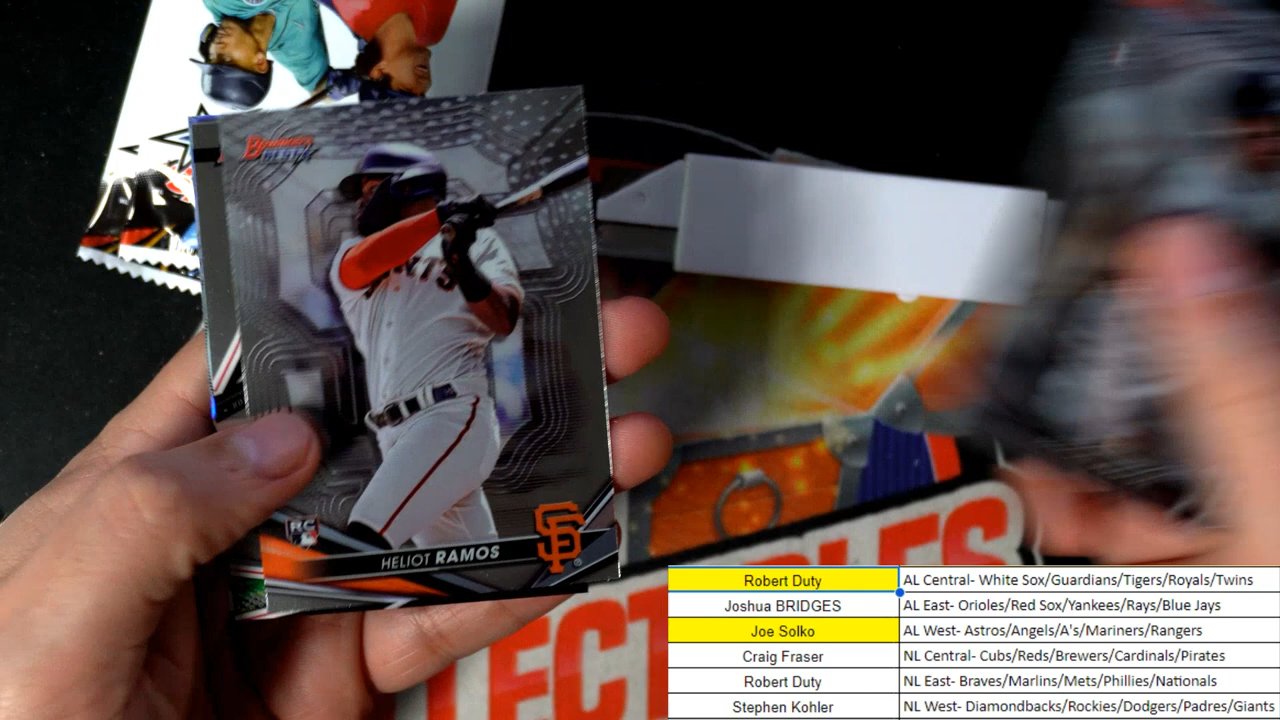 Bowman's
BEST
RC
HELIOT RAMOS
SF
Robert Duty AL Central- White Sox/Guardians/Tigers/Royals/Twins
Joshua BRIDGES AL East- Orioles/Red Sox/Yankees/Rays/Blue Jays
Joe Solko AL West- Astros/Angels/A's/Mariners/Rangers
Craig Fraser NL Central- Cubs/Reds/Brewers/Cardinals/Pirates
Robert Duty NL East- Braves/Marlins/Mets/Phillies/Nationals
Stephen Kohler NL West- Diamondbacks/Rockies/Dodgers/Padres/Giants